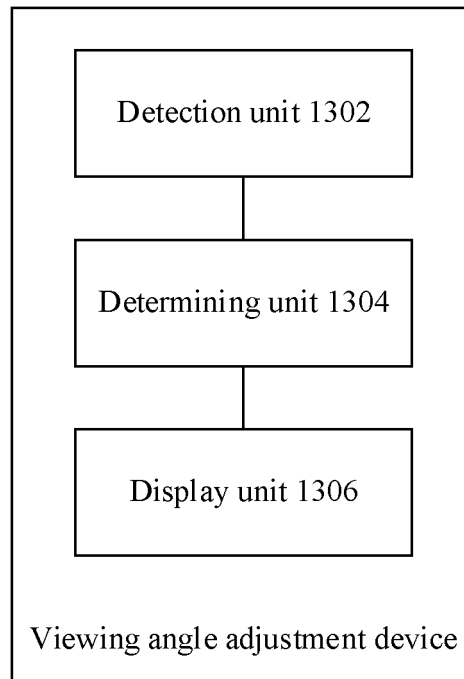 Detection unit 1302
Determining unit 1304
Display unit 1306
Viewing angle adjustment device